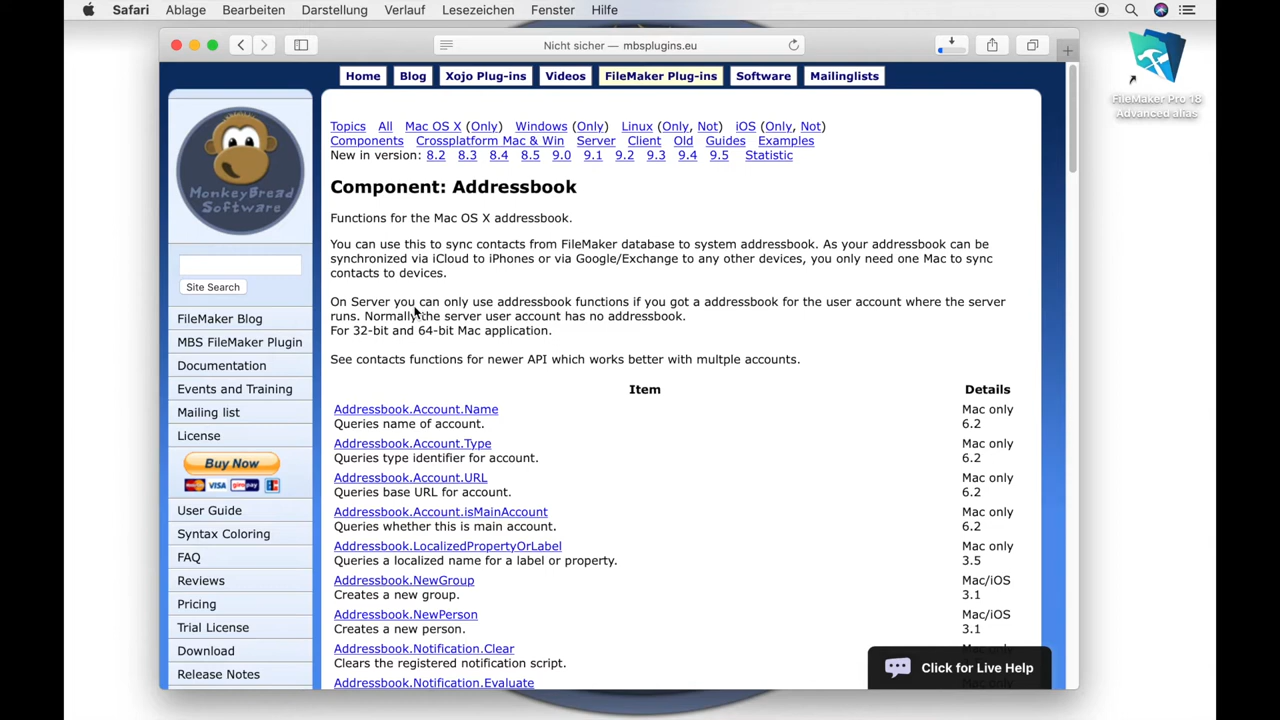 Safari Ablage Bearbeiten Darstellung Verlauf Lesezeichen Fenster Hilfe
Nicht sicher — mbsplugins.eu
FileMaker Pro 18
Advanced alias
Home Blog Xojo Plug-ins Videos FileMaker Plug-ins Software Mailinglists
MonkeyBread
Software
Site Search
FileMaker Blog
MBS FileMaker Plugin
Documentation
Events and Training
Mailing list
License
Buy Now
VISA
User Guide
Syntax Coloring
FAQ
Reviews
Pricing
Trial License
Download
Release Notes
Topics All Mac OS X (Only) Windows (Only) Linux (Only, Not) iOS (Only, Not)
Components Crossplatform Mac & Win Server Client Old Guides Examples
New in version: 8.2 8.3 8.4 8.5 9.0 9.1 9.2 9.3 9.4 9.5 Statistic
Component: Addressbook
Functions for the Mac OS X addressbook.
You can use this to sync contacts from FileMaker database to system addressbook. As your addressbook can be
synchronized via iCloud to iPhones or via Google/Exchange to any other devices, you only need one Mac to sync
contacts to devices.
On Server you can only use addressbook functions if you got a addressbook for the user account where the server
runs. Normally the server user account has no addressbook.
For 32-bit and 64-bit Mac application.
See contacts functions for newer API which works better with multple accounts.
Item Details
Addressbook.Account.Name Mac only
Queries name of account. 6.2
Addressbook.Account.Type Mac only
Queries type identifier for account. 6.2
Addressbook.Account.URL Mac only
Queries base URL for account. 6.2
Addressbook.Account.isMainAccount Mac only
Queries whether this is main account. 6.2
Addressbook.LocalizedPropertyOrLabel Mac only
Queries a localized name for a label or property. 3.5
Addressbook.NewGroup Mac/iOS
Creates a new group. 3.1
Addressbook.NewPerson Mac/iOS
Creates a new person. 3.1
Addressbook.Notification.Clear
Clears the registered notification script.
Addressbook.Notification.Evaluate
Click for Live Help